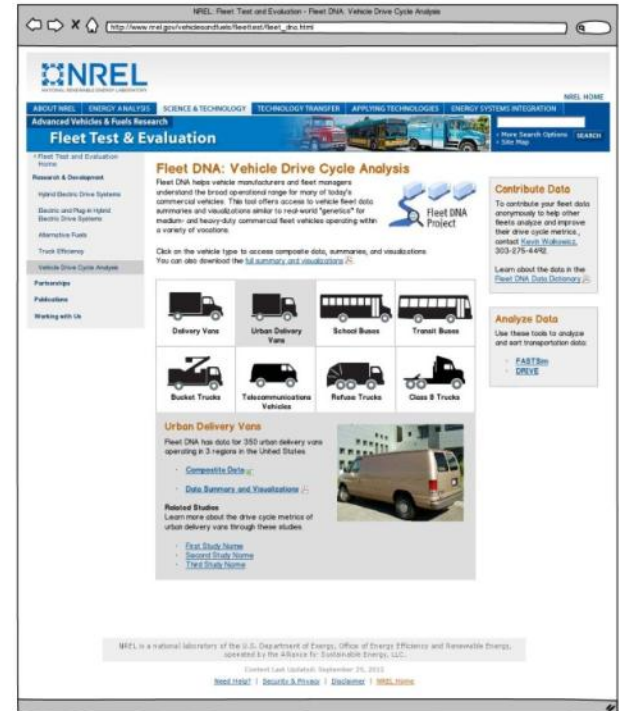 NREL: Fleet Test and Evaluation - Fleet DNA: Vehicle Drive Cycle Analysis
http://www.nrel.gov/vehiclesandfuels/fleettest/fleet_dna.html
NREL
NATIONAL RENEWABLE ENERGY LABORATORY
NREL HOME
ABOUT NREL ENERGY ANALYSIS SCIENCE & TECHNOLOGY TECHNOLOGY TRANSFER APPLYING TECHNOLOGIES ENERGY SYSTEMS INTEGRATION
Advanced Vehicles & Fuels Research
Fleet Test & Evaluation
More Search Options
Site Map
SEARCH
Fleet Test and Evaluation
Home
Research & Development
Hybrid Electric Drive Systems
Electric and Plug-in Hybrid
Electric Drive Systems
Alternative Fuels
Truck Efficiency
Vehicle Drive Cycle Analysis
Partnerships
Publications
Working with Us
Fleet DNA: Vehicle Drive Cycle Analysis
Fleet DNA helps vehicle manufacturers and fleet managers
understand the broad operational range for many of today's
commercial vehicles. This tool offers access to vehicle fleet data
summaries and visualizations similar to real-world "genetics" for
medium- and heavy-duty commercial fleet vehicles operating within
a variety of vocations.
Fleet DNA
Project
Click on the vehicle type to access composite data, summaries, and visualizations.
You can also download the full summary and visualizations
Delivery Vans
Urban Delivery
Vans
School Buses
Transit Buses
Bucket Trucks
Telecommunications
Vehicles
Refuse Trucks
Class 8 Trucks
Urban Delivery Vans
Fleet DNA has data for 350 urban delivery vans
operating in 3 regions in the United States
Composite Data
Data Summary and Visualizations
Related Studies
Learn more about the drive cycle metrics of
urban delivery vans through these studies
First Study Name
Second Study Name
Third Study Name
Contribute Data
To contribute your fleet data
anonymously to help other
fleets analyze and improve
their drive cycle metrics,
contact Kevin Walkowicz,
303-275-4492.
Learn about the data in the
Fleet DNA Data Dictionary
Analyze Data
Use these tools to analyze
and sort transportation data:
FASTSim
DRIVE
NREL is a national laboratory of the U.S. Department of Energy, Office of Energy Efficiency and Renewable Energy,
operated by the Alliance for Sustainable Energy, LLC.
Content Last Updated: September 25, 2012
Need Help? | Security & Privacy | Disclaimer | NREL Home